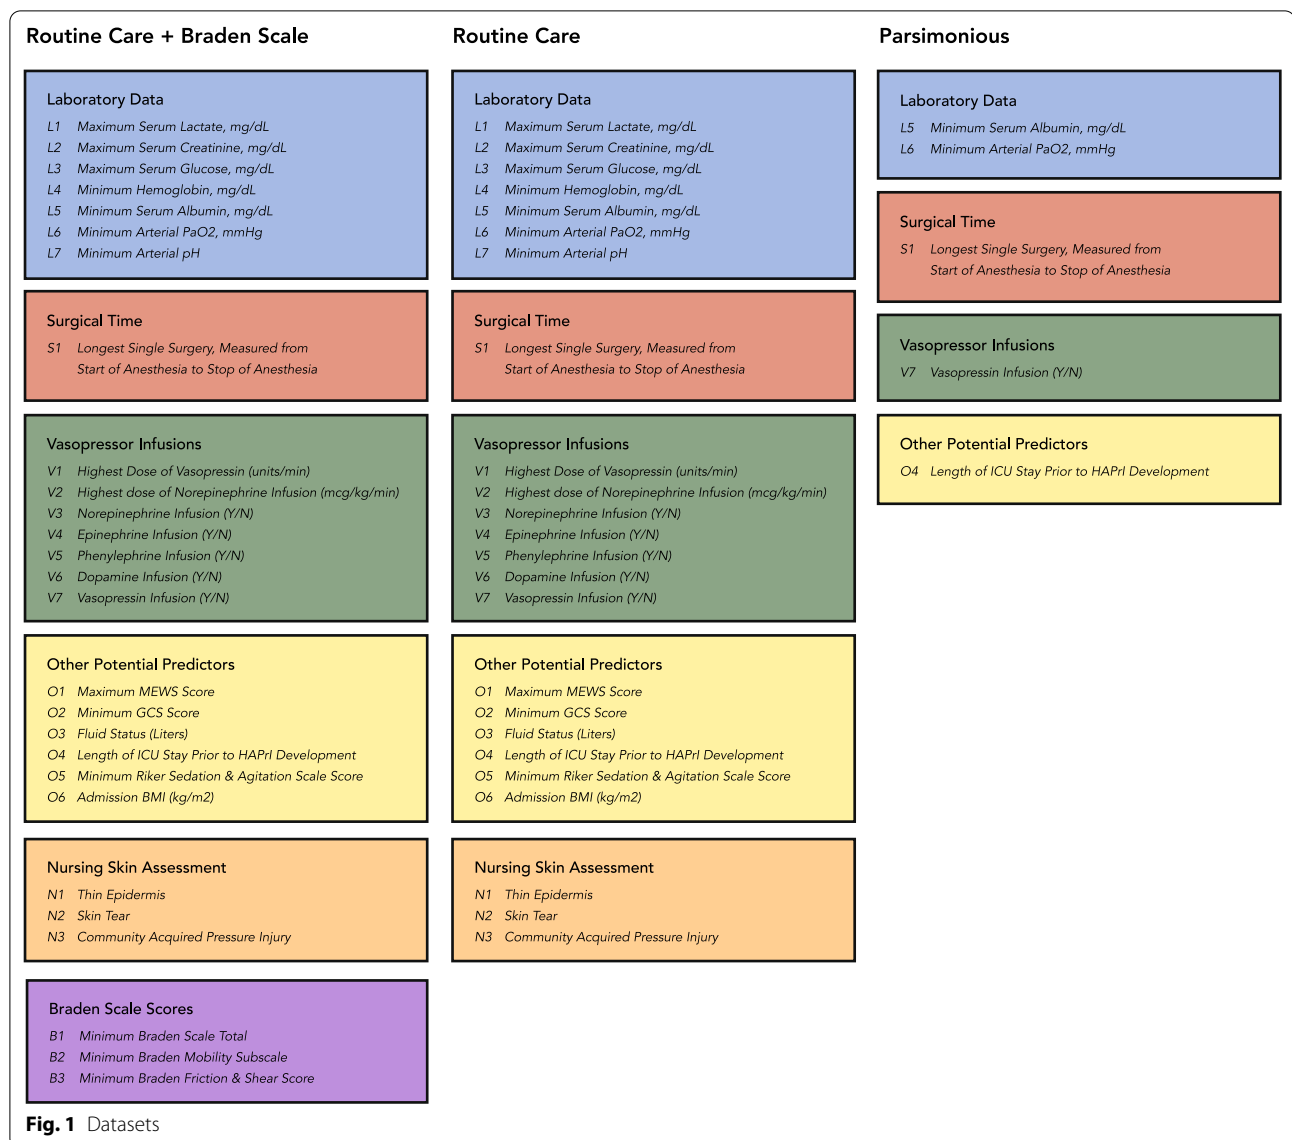 Routine Care + Braden Scale
Laboratory Data
L1 Maximum Serum Lactate, mg/dL
L2 Maximum Serum Creatinine, mg/dL
L3 Maximum Serum Glucose, mg/dL
L4 Minimum Hemoglobin, mg/dL
L5 Minimum Serum Albumin, mg/dL
L6 Minimum Arterial PaO2, mmHg
L7 Minimum Arterial pH
Surgical Time
S1 Longest Single Surgery, Measured from
Start of Anesthesia to Stop of Anesthesia
Vasopressor Infusions
V1 Highest Dose of Vasopressin (units/min)
V2 Highest dose of Norepinephrine Infusion (mcg/kg/min)
V3 Norepinephrine Infusion (Y/N)
V4 Epinephrine Infusion (Y/N)
V5 Phenylephrine Infusion (Y/N)
V6 Dopamine Infusion (Y/N)
V7 Vasopressin Infusion (Y/N)
Other Potential Predictors
O1 Maximum MEWS Score
O2 Minimum GCS Score
O3 Fluid Status (Liters)
O4 Length of ICU Stay Prior to HAPrI Development
O5 Minimum Riker Sedation & Agitation Scale Score
O6 Admission BMI (kg/m2)
Nursing Skin Assessment
N1 Thin Epidermis
N2 Skin Tear
N3 Community Acquired Pressure Injury
Braden Scale Scores
B1 Minimum Braden Scale Total
B2 Minimum Braden Mobility Subscale
B3 Minimum Braden Friction & Shear Score
Routine Care
Laboratory Data
L1 Maximum Serum Lactate, mg/dL
L2 Maximum Serum Creatinine, mg/dL
L3 Maximum Serum Glucose, mg/dL
L4 Minimum Hemoglobin, mg/dL
L5 Minimum Serum Albumin, mg/dL
L6 Minimum Arterial PaO2, mmHg
L7 Minimum Arterial pH
Surgical Time
S1 Longest Single Surgery, Measured from
Start of Anesthesia to Stop of Anesthesia
Vasopressor Infusions
V1 Highest Dose of Vasopressin (units/min)
V2 Highest dose of Norepinephrine Infusion (mcg/kg/min)
V3 Norepinephrine Infusion (Y/N)
V4 Epinephrine Infusion (Y/N)
V5 Phenylephrine Infusion (Y/N)
V6 Dopamine Infusion (Y/N)
V7 Vasopressin Infusion (Y/N)
Other Potential Predictors
O1 Maximum MEWS Score
O2 Minimum GCS Score
O3 Fluid Status (Liters)
O4 Length of ICU Stay Prior to HAPrI Development
O5 Minimum Riker Sedation & Agitation Scale Score
O6 Admission BMI (kg/m2)
Nursing Skin Assessment
N1 Thin Epidermis
N2 Skin Tear
N3 Community Acquired Pressure Injury
Parsimonious
Laboratory Data
L5 Minimum Serum Albumin, mg/dL
L6 Minimum Arterial PaO2, mmHg
Surgical Time
S1 Longest Single Surgery, Measured from
Start of Anesthesia to Stop of Anesthesia
Vasopressor Infusions
V7 Vasopressin Infusion (Y/N)
Other Potential Predictors
O4 Length of ICU Stay Prior to HAPrI Development
Fig. 1 Datasets